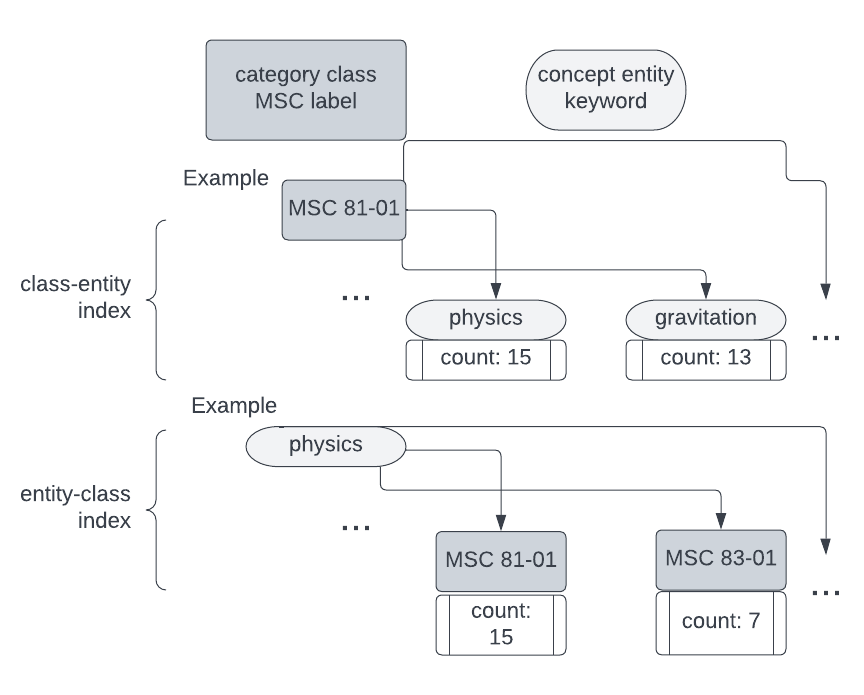 category class
MSC label
concept entity
keyword
Example
MSC 81-01
class-entity
index
...
physics
count: 15
gravitation
count: 13
...
Example
physics
entity-class
index
...
MSC 81-01
count:
15
MSC 83-01
count: 7
...